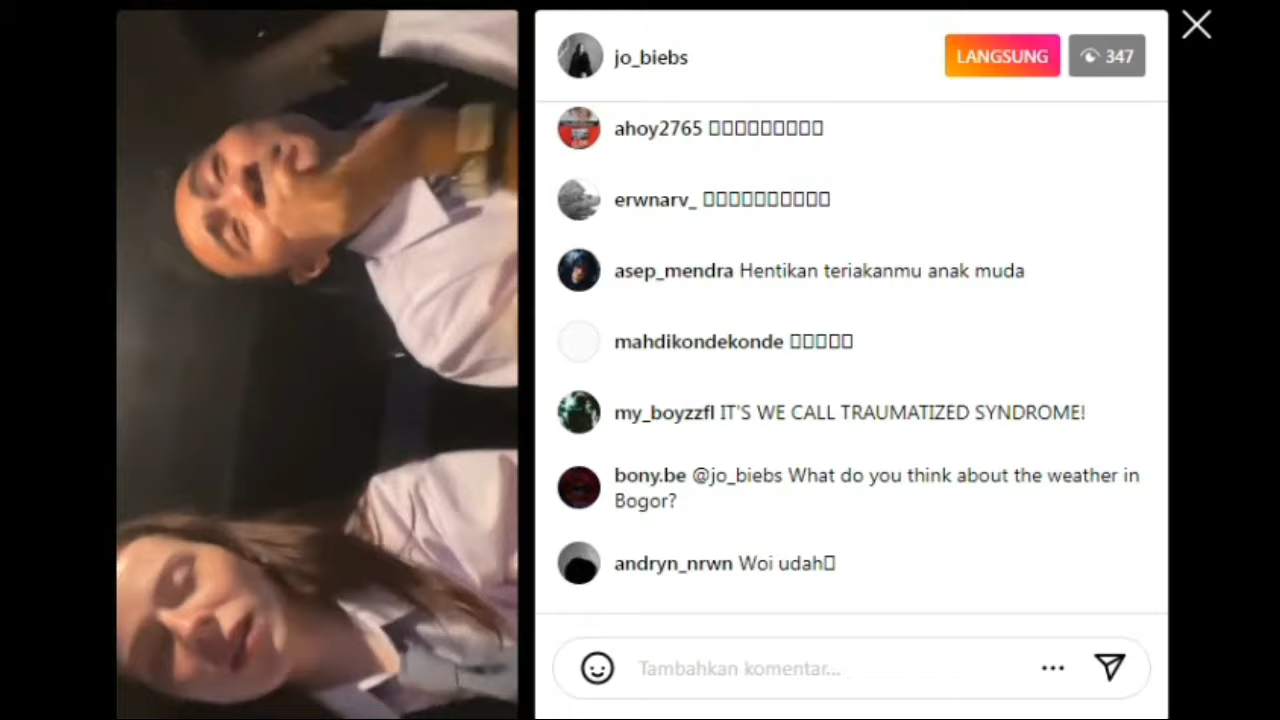 jo_biebs
LANGSUNG
347
ahoy2765 □□□□□□□□□
erwnarv_ □□□□□□□□□□
asep_mendra Hentikan teriakanmu anak muda
mahdikondekonde □□□□□
my_boyzzfl IT'S WE CALL TRAUMATIZED SYNDROME!
bony.be @jo_biebs What do you think about the weather in
Bogor?
andryn_nrwn Woi udah□
Tambahkan komentar...